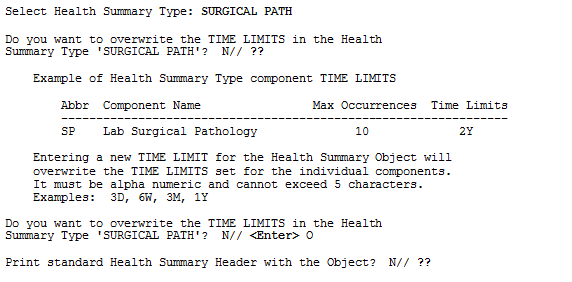 Select Health Summary Type: SURGICAL PATH
Do you want to overwrite the TIME LIMITS in the Health
Summary Type 'SURGICAL PATH'?  N// ??
Example of Health Summary Type component TIME LIMITS
Abbr  Component Name                Max Occurrences  Time Limits
----------------------------------------------------------------
SP    Lab Surgical Pathology              10             2Y
Entering a new TIME LIMIT for the Health Summary Object will
overwrite the TIME LIMITS set for the individual components.
It must be alpha numeric and cannot exceed 5 characters.
Examples:  3D, 6W, 3M, 1Y
Do you want to overwrite the TIME LIMITS in the Health
Summary Type 'SURGICAL PATH'?  N// <Enter> O
Print standard Health Summary Header with the Object?  N// ??